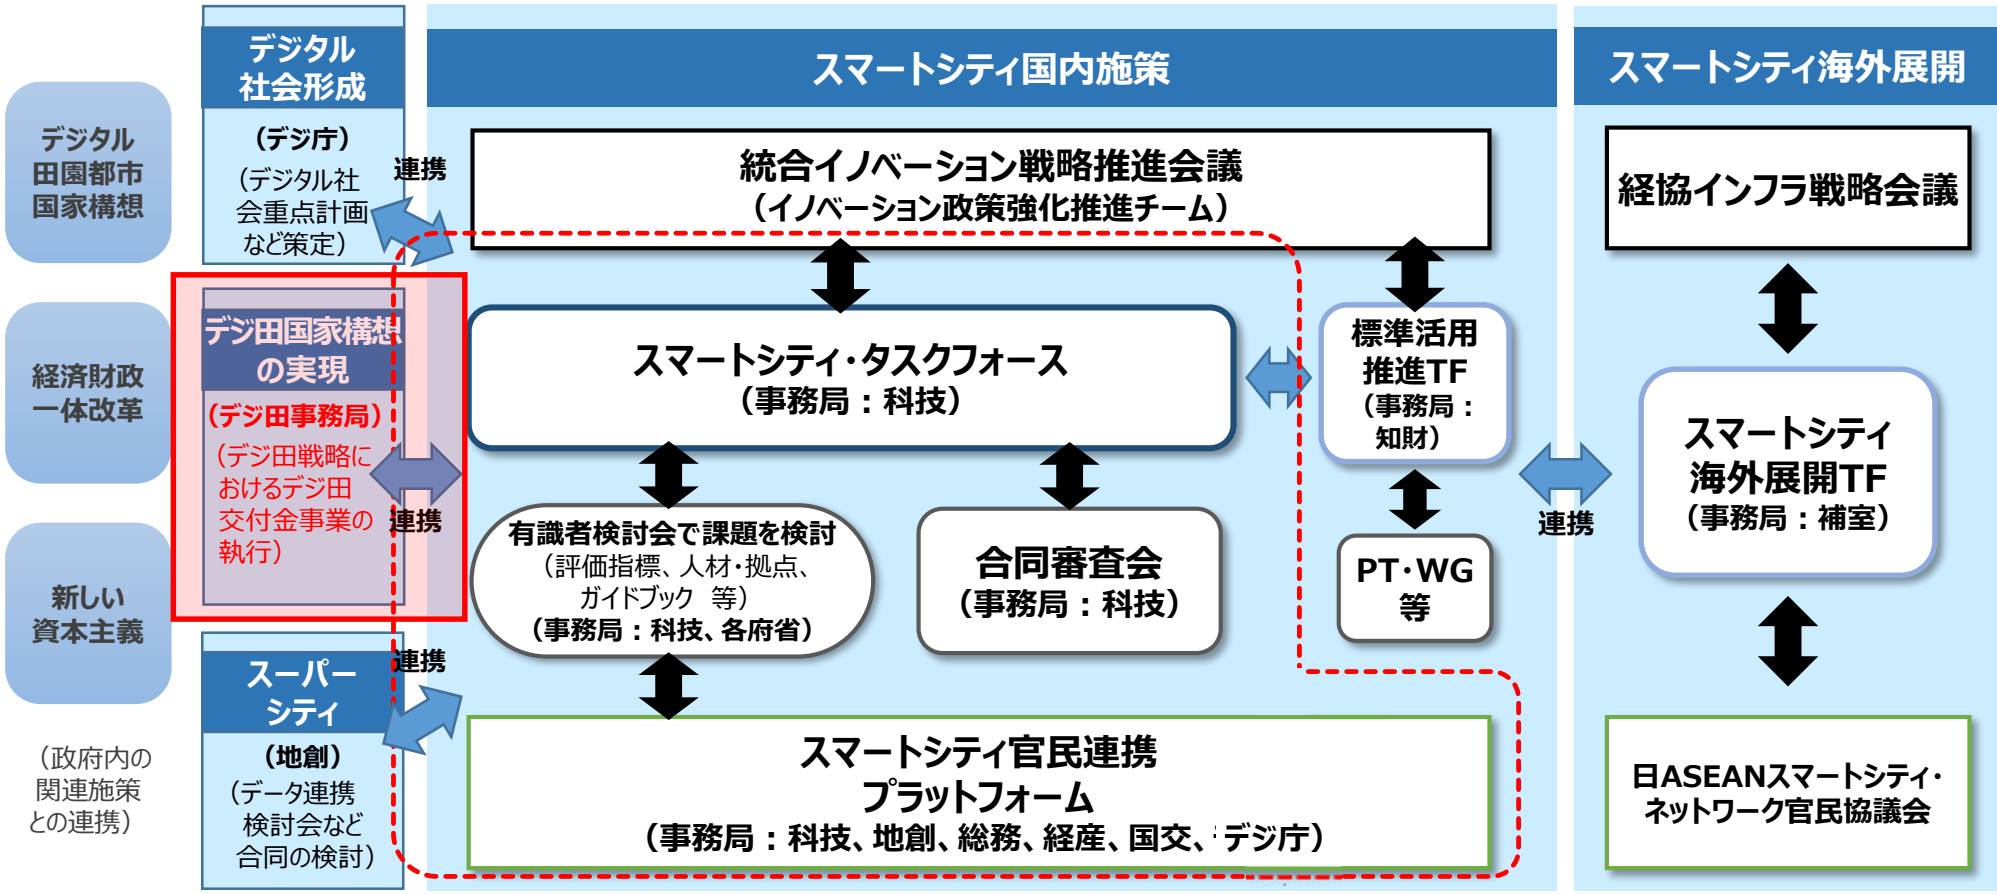 デジタル
田園都市
国家構想
経済財政
一体改革
新しい
資本主義
（政府内の
関連施策
との連携）
デジタル
社会形成
（デジ庁）
（デジタル社
会重点計画
など策定）
連携
デジ田国家構想
の実現
（デジ田事務局）
（デジ田戦略に
おけるデジ田
交付金事業の
執行）
連携
スーパー
シティ
（地創）
（データ連携
検討会など
合同の検討）
連携
スマートシティ国内施策
統合イノベーション戦略推進会議
（イノベーション政策強化推進チーム）
スマートシティ・タスクフォース
（事務局：科技）
標準活用
推進TF
（事務局：
知財）
有識者検討会で課題を検討
（評価指標、人材・拠点、
ガイドブック 等）
（事務局：科技、各府省）
合同審査会
（事務局：科技）
PT・WG
等
スマートシティ官民連携
プラットフォーム
（事務局：科技、地創、総務、経産、国交、デジ庁）
連携
スマートシティ海外展開
経協インフラ戦略会議
スマートシティ
海外展開TF
（事務局：補室）
日ASEANスマートシティ・
ネットワーク官民協議会